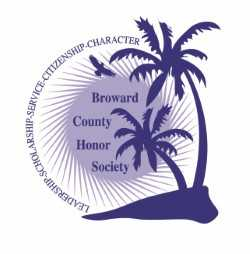 LEADERSHIP-SCHOLARSHIP-SERVICE-CITIZENSHIP-CHARACTER
Broward
County
Honor
Society